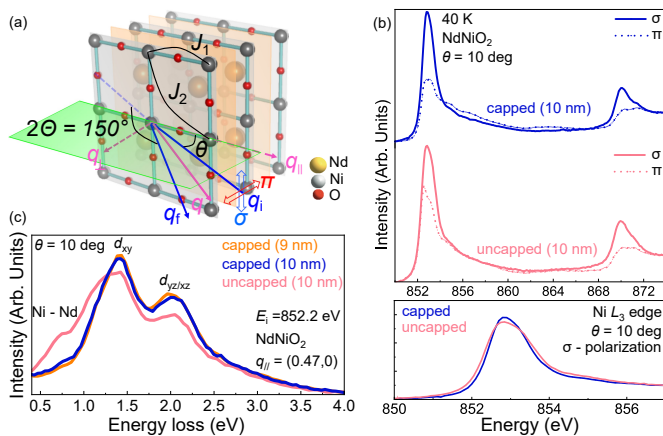 (a)
J1
J2
2Θ = 150°
θ
q∥
q⊥
q
qf
qi
π
σ
Nd
Ni
O
(b)
40 K
NdNiO2
θ = 10 deg
σ
π
capped (10 nm)
σ
π
uncapped (10 nm)
Intensity (Arb. Units)
852 856 860 864 868 872
capped
uncapped
Ni L3 edge
θ = 10 deg
σ - polarization
850 852 854 856
Energy (eV)
(c)
θ = 10 deg
dxy
capped (9 nm)
capped (10 nm)
uncapped (10 nm)
dyz/xz
Ni - Nd
Ei =852.2 eV
NdNiO2
q// = (0.47,0)
Intensity (Arb. Units)
0.5 1.0 1.5 2.0 2.5 3.0 3.5 4.0
Energy loss (eV)